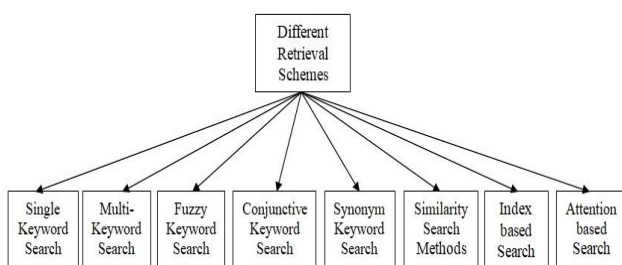 Different
Retrieval
Schemes
Single
Keyword
Search
Multi-
Keyword
Search
Fuzzy
Keyword
Search
Conjunctive
Keyword
Search
Synonym
Keyword
Search
Similarity
Search
Methods
Index
based
Search
Attention
based
Search